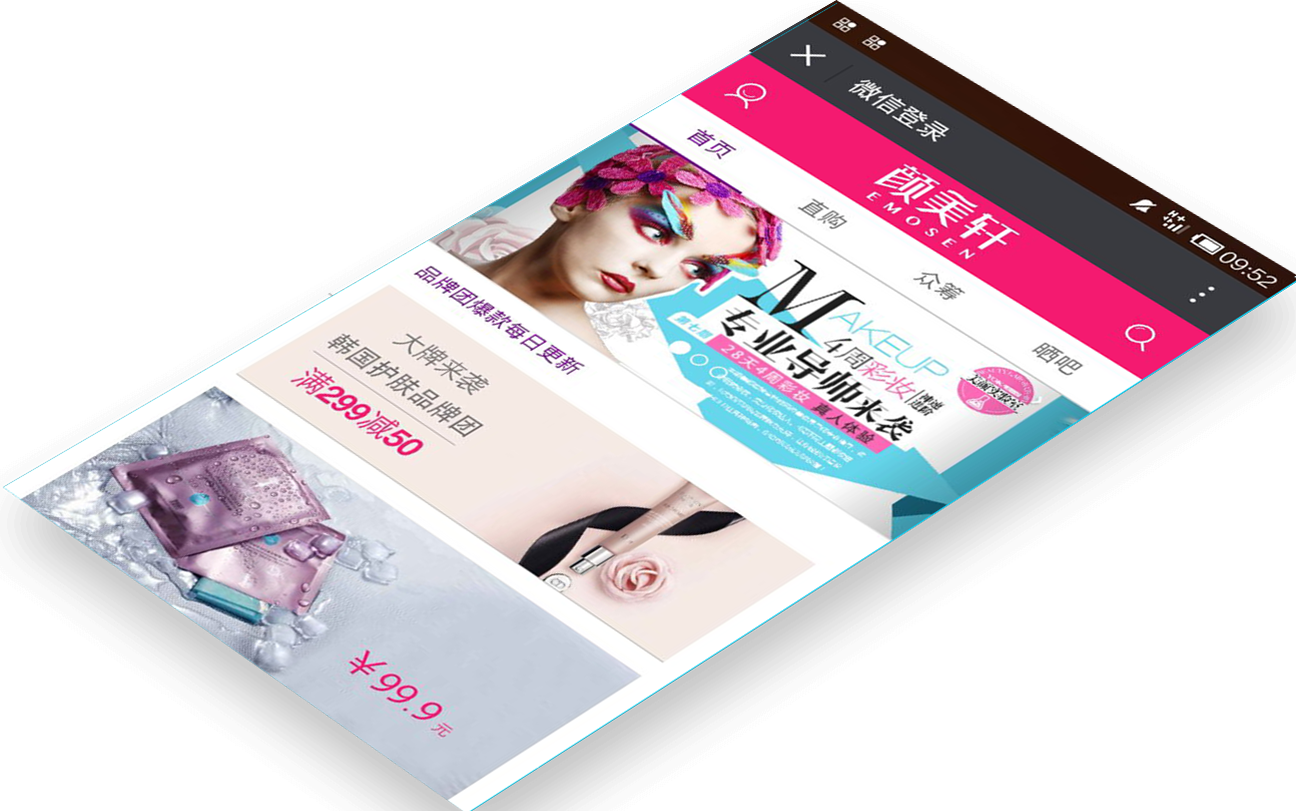 09:52
微信登录
颜美轩
EMOSEN
首页
直购
众筹
晒吧
MAKEUP
4周彩妆
专业导师来袭
28天4周彩妆 真人体验
品牌团爆款每日更新
大牌来袭
韩国护肤品牌团
满299减50
¥99.9元